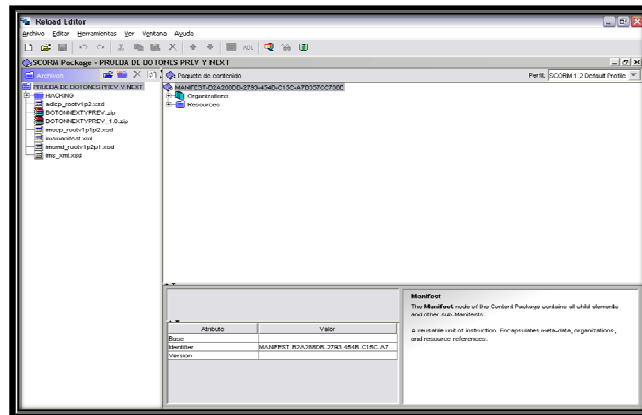 Reload Editor
Archivo Editar Herramientas Ver Ventana Ayuda
ADL
SCORM Package - PRUEBA DE BOTONES PREV Y NEXT
Archivos
Paquete de contenido
Perfil: SCORM 1.2 Default Profile
PRUEBA DE BOTONES PREV Y NEXT
HACKING
adlcp_rootv1p2.xsd
BOTONNEXTYPREV.zip
BOTONNEXTYPREV_1.0.zip
imscp_rootv1p1p2.xsd
imsmanifest.xml
imsmd_rootv1p2p1.xsd
ims_xml.xsd
Organizations
Resources
Atributo Valor
Base
Identifier
Version
Manifest
The Manifest node of the Content Package contains all child elements
and other sub-Manifests.
A reusable unit of instruction. Encapsulates meta-data, organizations,
and resource references.